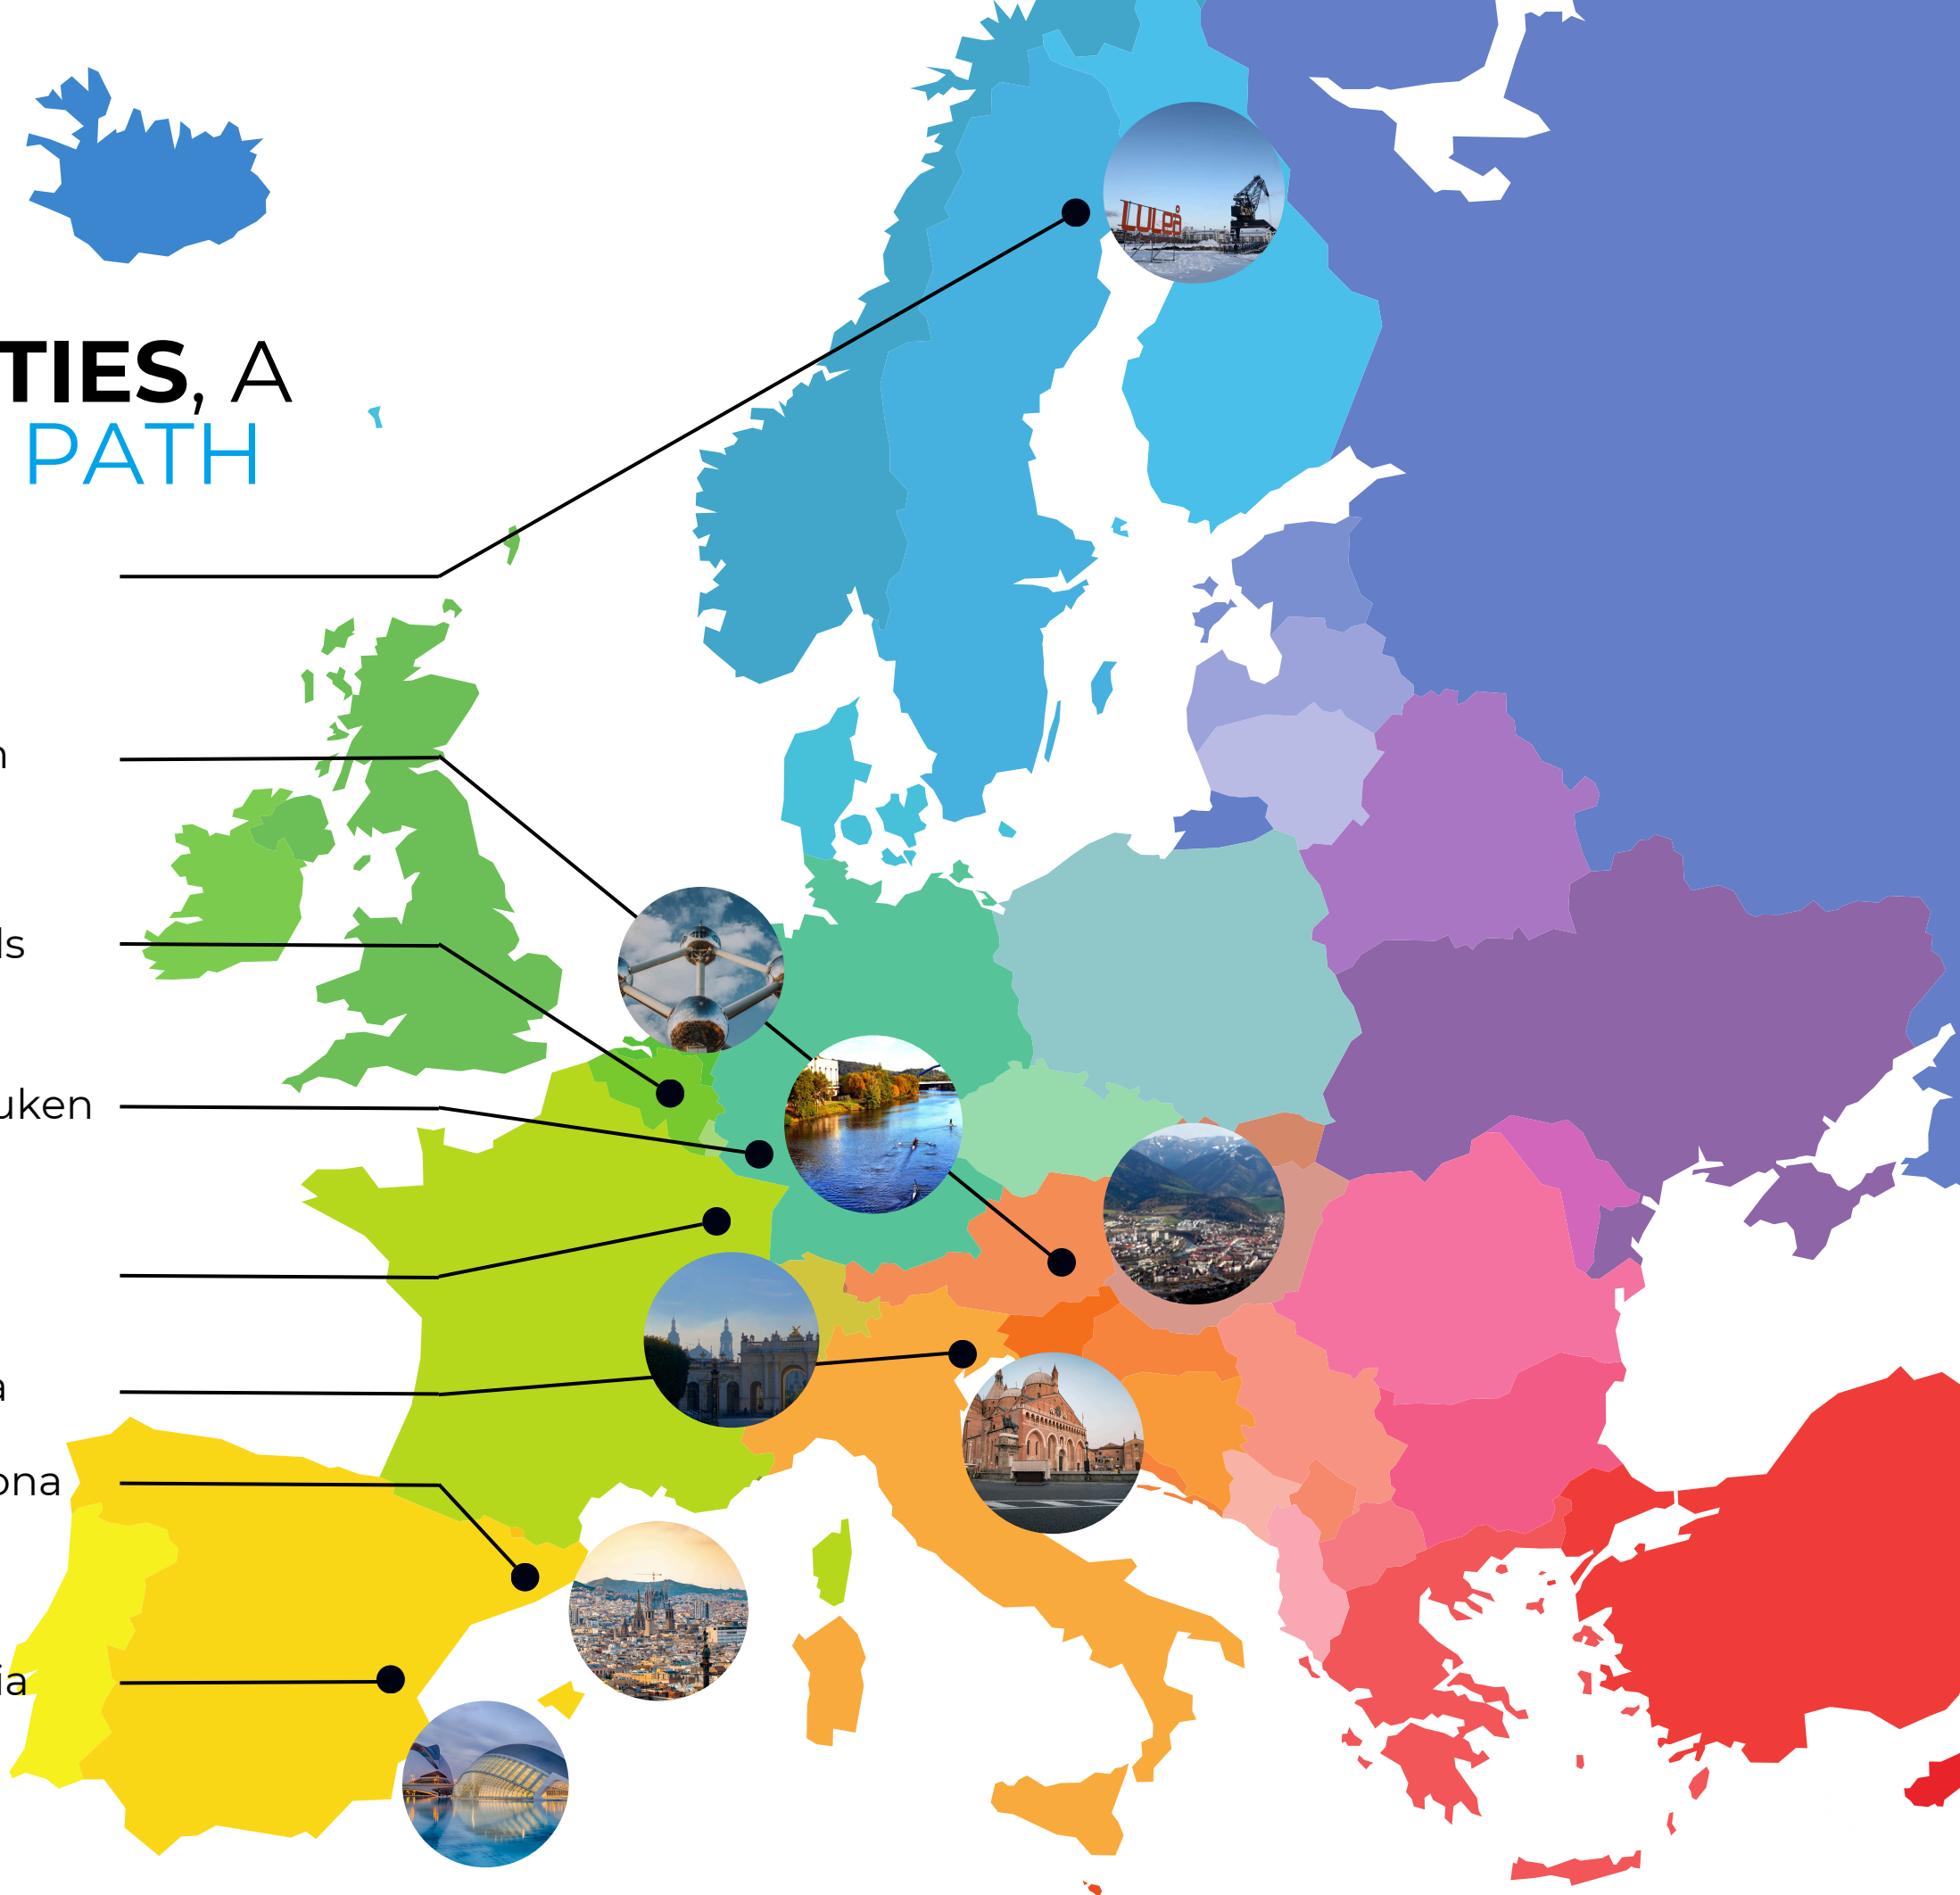 TIES, A
PATH
n
ls
uken
a
ona
ia
LULEÅ